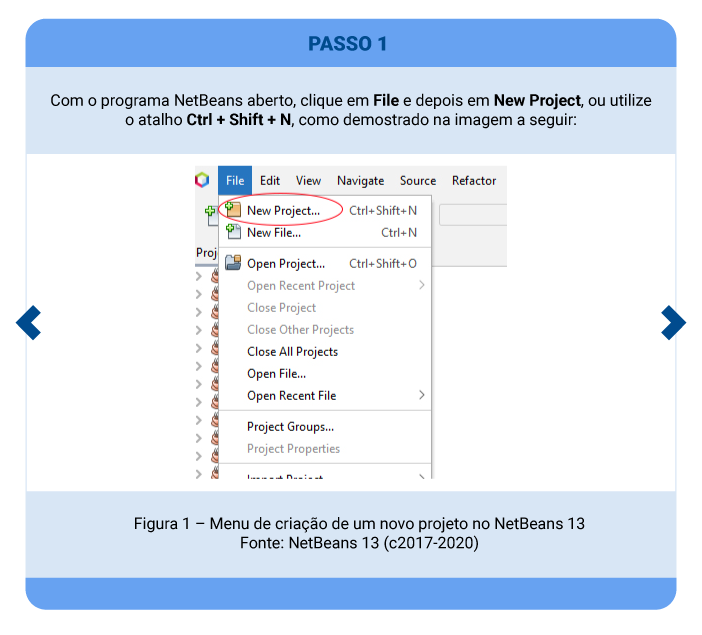 PASSO 1
Com o programa NetBeans aberto, clique em File e depois em New Project, ou utilize
o atalho Ctrl + Shift + N, como demostrado na imagem a seguir:
File Edit View Navigate Source Refactor
New Project... Ctrl+Shift+N
New File... Ctrl+N
Proj
Open Project... Ctrl+Shift+O
Open Recent Project
Close Project
Close Other Projects
Close All Projects
Open File...
Open Recent File
Project Groups...
Project Properties
Import Project
Figura 1 – Menu de criação de um novo projeto no NetBeans 13
Fonte: NetBeans 13 (c2017-2020)